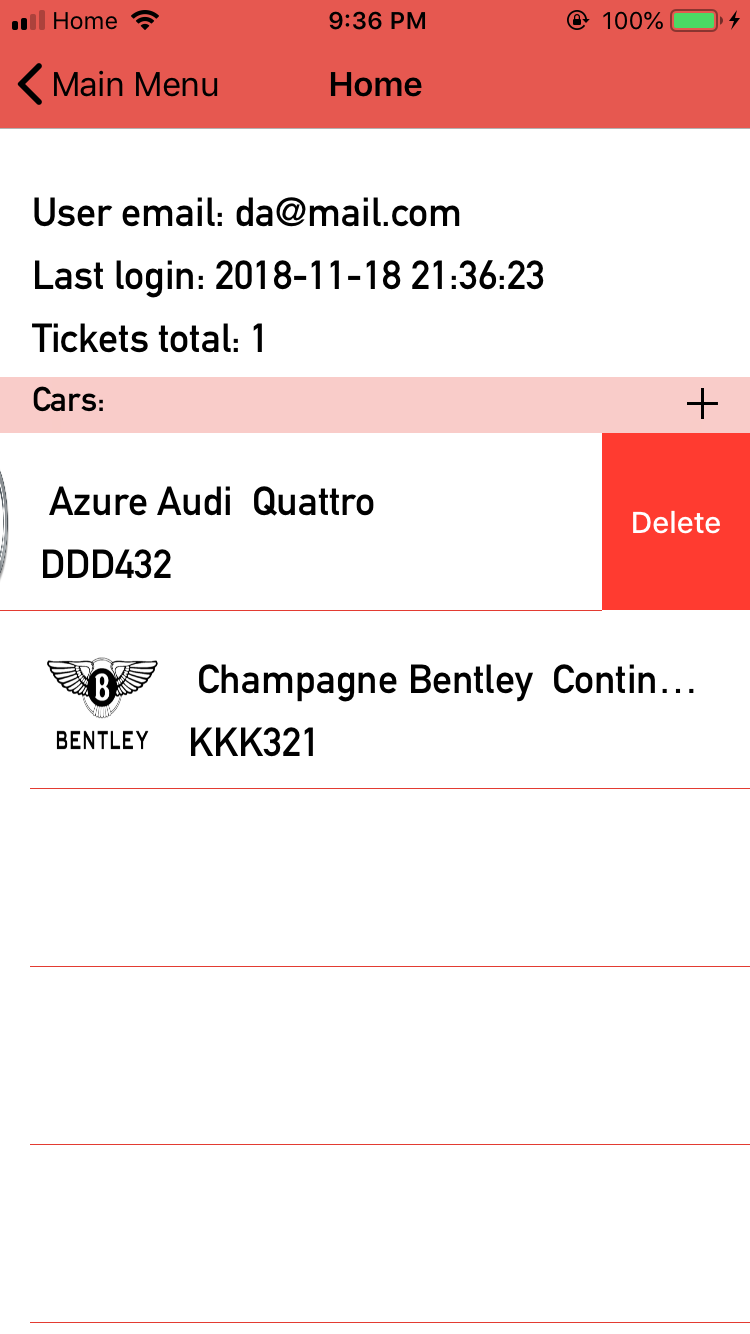 Home 9:36 PM 100%
Main Menu Home
User email: da@mail.com
Last login: 2018-11-18 21:36:23
Tickets total: 1
Cars: +
Azure Audi  Quattro
DDD432
Delete
Champagne Bentley  Contin...
B
BENTLEY
KKK321